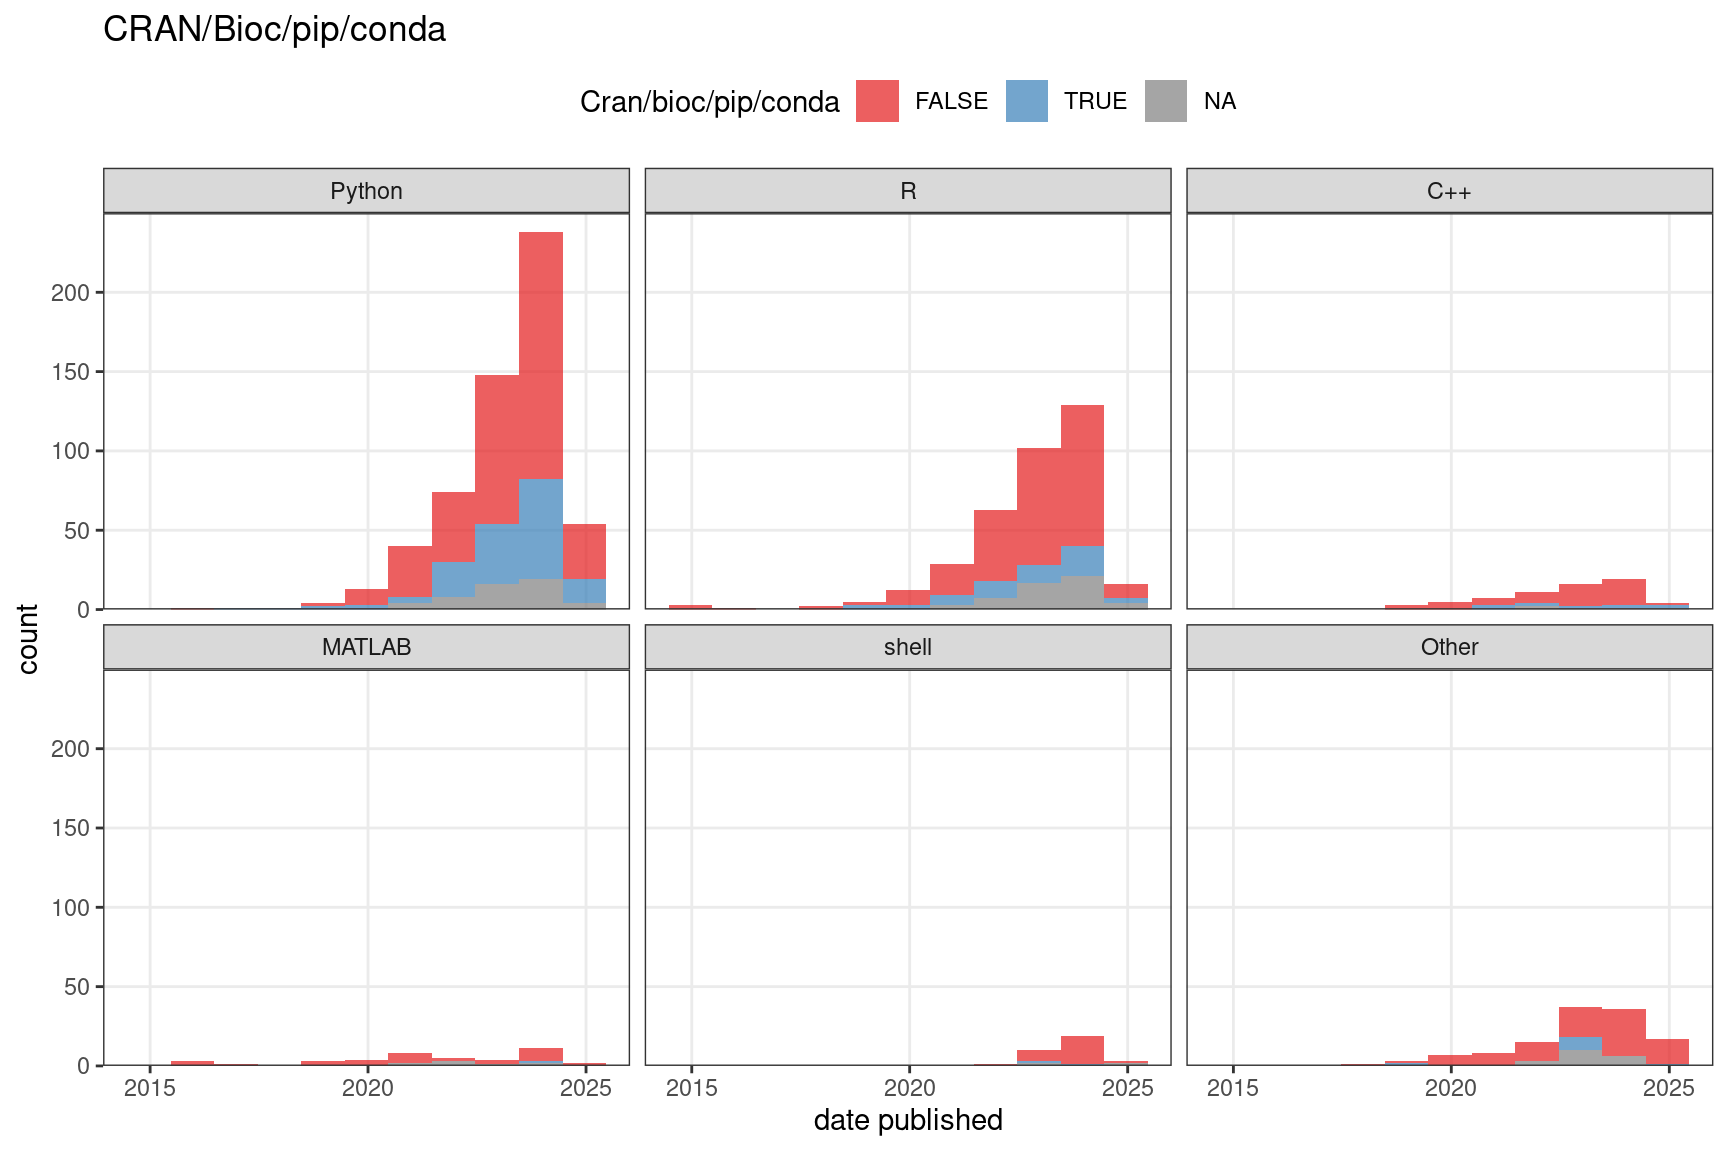 CRAN/Bioc/pip/conda
Cran/bioc/pip/conda FALSE TRUE NA
Python R C++
200
150
100
50
0
count
MATLAB shell Other
200
150
100
50
0
2015 2020 2025 2015 2020 2025 2015 2020 2025
date published